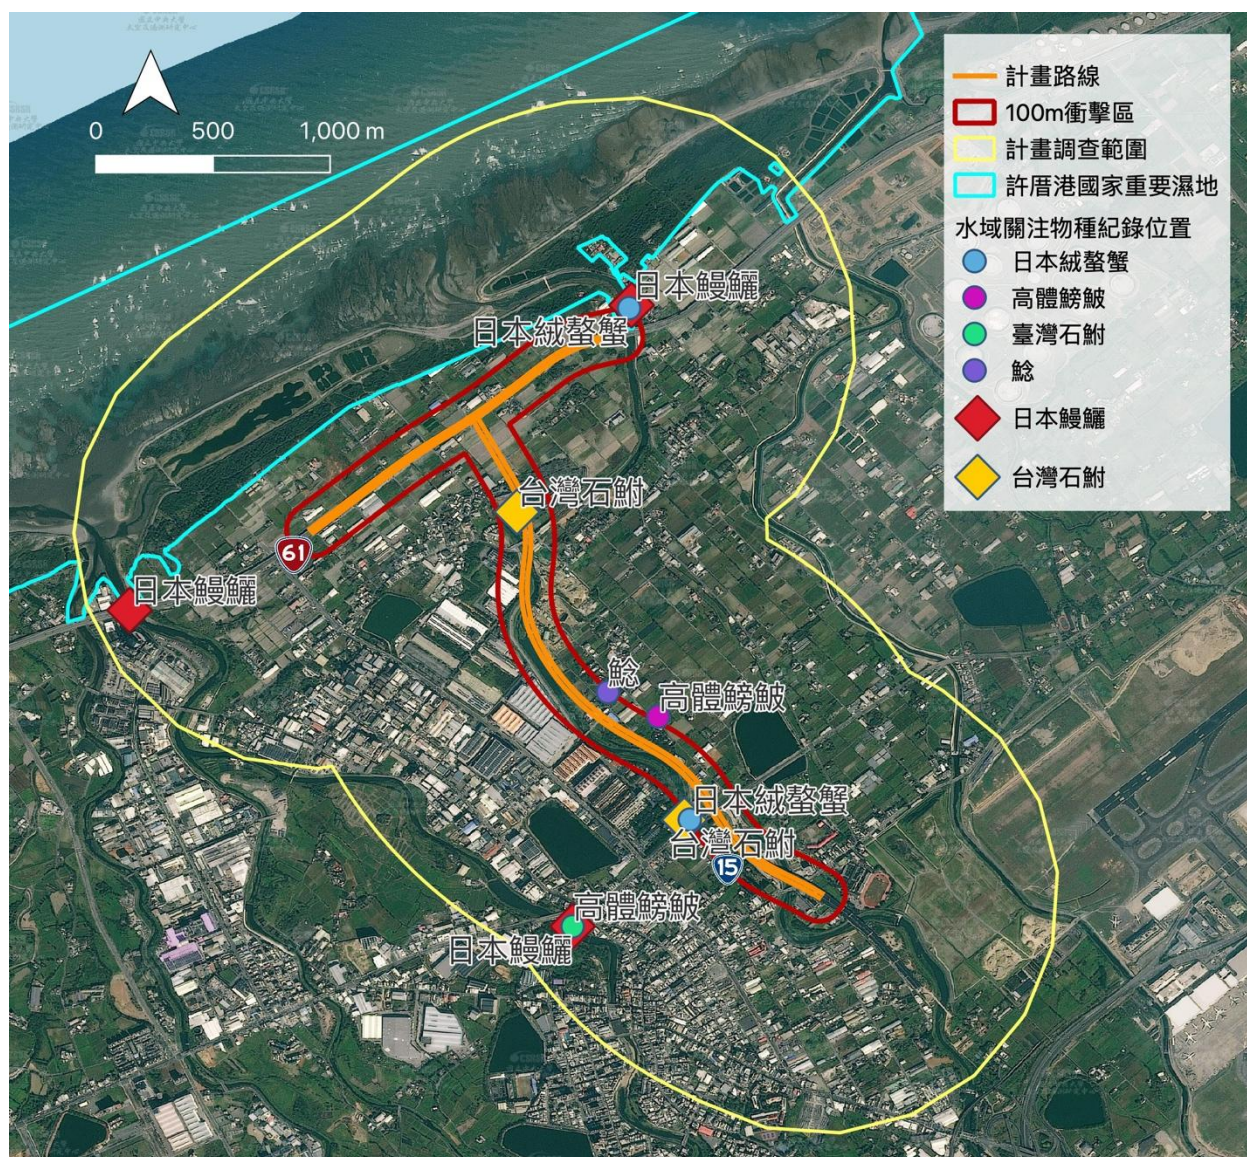 0 500 1,000 m
計畫路線
100m衝擊區
計畫調查範圍
許厝港國家重要濕地
水域關注物種紀錄位置
日本絨螯蟹
高體鰟鮍
臺灣石鮒
鯰
日本鰻鱺
台灣石鮒
日本鰻鱺
日本絨螯蟹
台灣石鮒
61
日本鰻鱺
鯰
高體鰟鮍
日本絨螯蟹
台灣石鮒
15
高體鰟鮍
日本鰻鱺